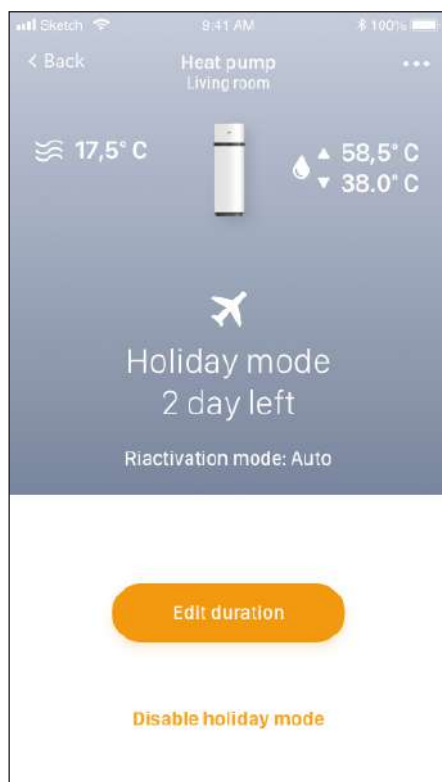 Sketch 9:41 AM 100%
< Back Heat pump
Living room
17,5° C
▲ 58,5° C
▼ 38.0° C
Holiday mode
2 day left
Riactivation mode: Auto
Edit duration
Disable holiday mode